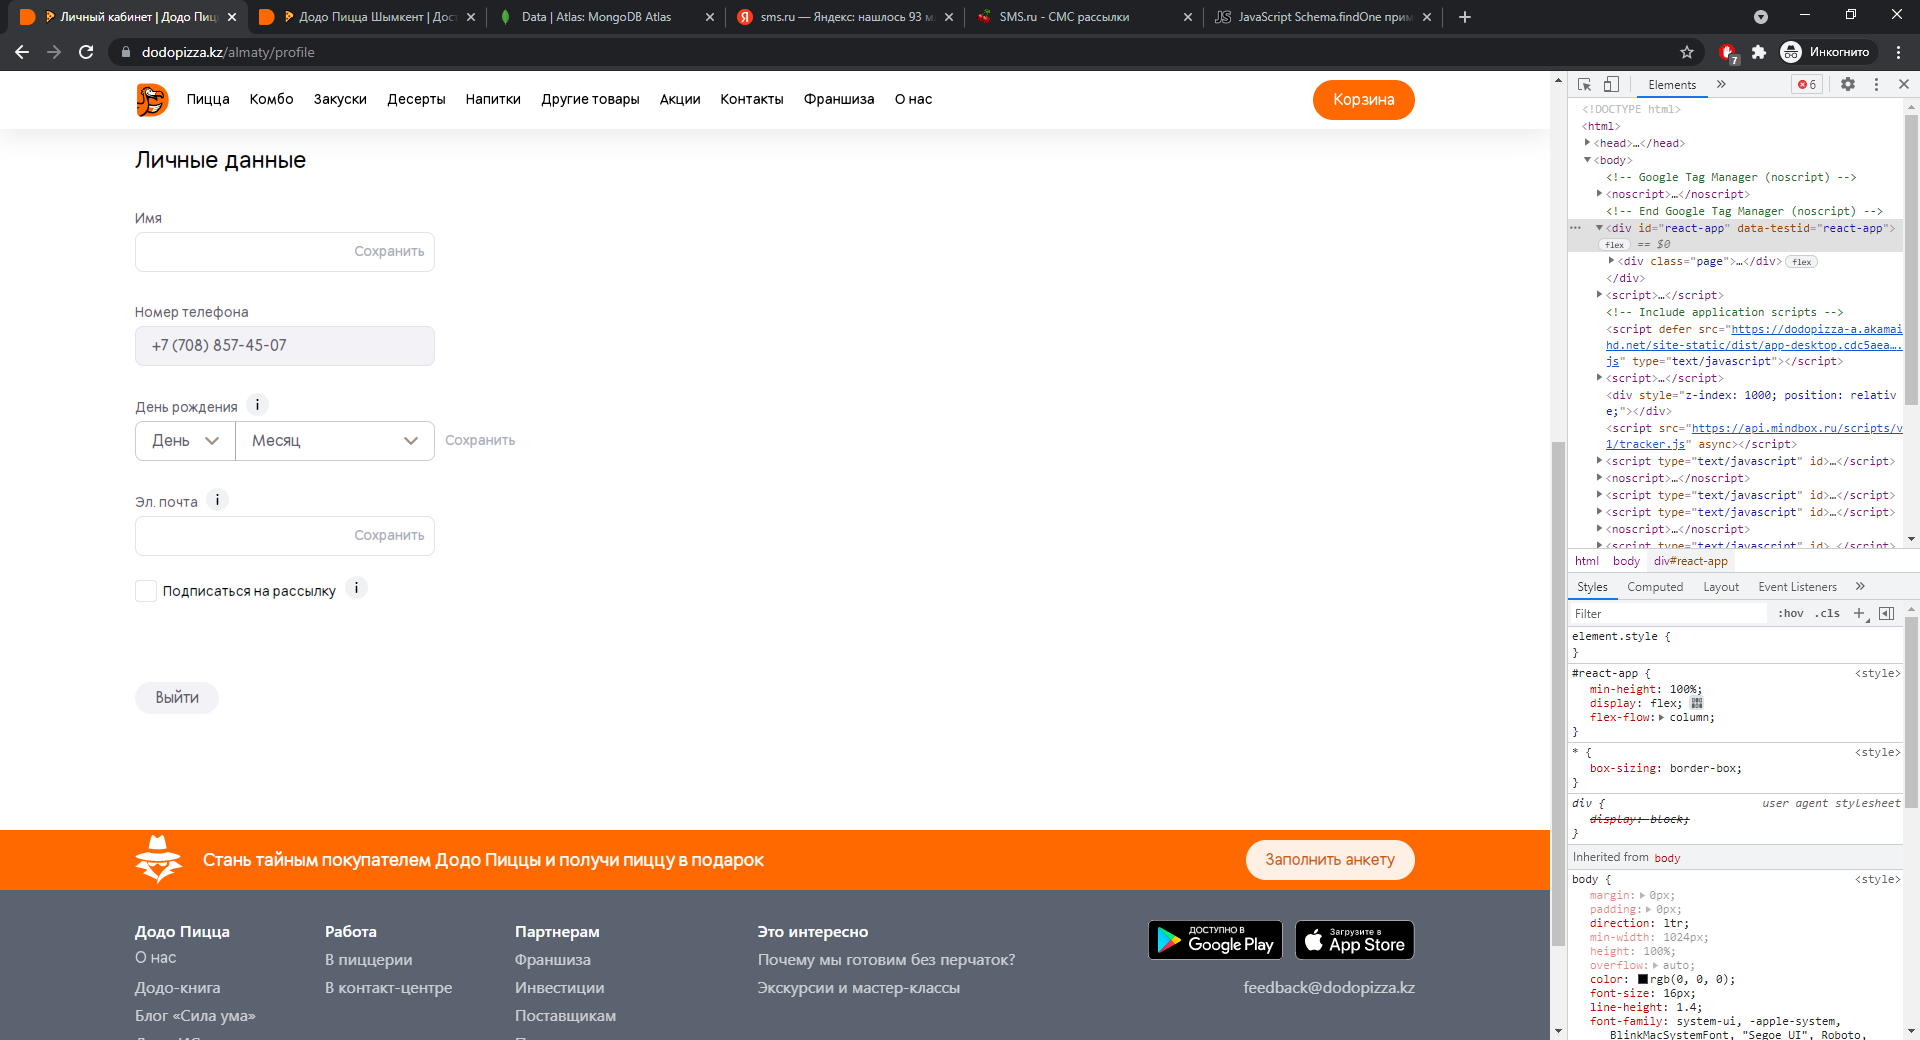 Личный кабинет | Додо Пиц
Додо Пицца Шымкент | Дост
Data | Atlas: MongoDB Atlas
sms.ru — Яндекс: нашлось 93 м
SMS.ru - СМС рассылки
JavaScript Schema.findOne прим
dodopizza.kz/almaty/profile
7
Инкогнито
Пицца
Комбо
Закуски
Десерты
Напитки
Другие товары
Акции
Контакты
Франшиза
О нас
Корзина
Личные данные
Имя
Сохранить
Номер телефона
+7 (708) 857-45-07
День рождения i
День
Месяц
Сохранить
Эл. почта i
Сохранить
Подписаться на рассылку i
Выйти
Стань тайным покупателем Додо Пиццы и получи пиццу в подарок
Заполнить анкету
Додо Пицца
О нас
Додо-книга
Блог «Сила ума»
Работа
В пиццерии
В контакт-центре
Партнерам
Франшиза
Инвестиции
Поставщикам
Это интересно
Почему мы готовим без перчаток?
Экскурсии и мастер-классы
ДОСТУПНО В
Google Play
Загрузите в
App Store
feedback@dodopizza.kz
Elements
6
<!DOCTYPE html>
<html>
<head>…</head>
<body>
<!-- Google Tag Manager (noscript) -->
<noscript>…</noscript>
<!-- End Google Tag Manager (noscript) -->
<div id="react-app" data-testid="react-app">
flex == $0
<div class="page">…</div> flex
</div>
<script>…</script>
<!-- Include application scripts -->
<script defer src="https://dodopizza-a.akamai
hd.net/site-static/dist/app-desktop.cdc5aea….
js" type="text/javascript"></script>
<script>…</script>
<div style="z-index: 1000; position: relativ
e;"></div>
<script src="https://api.mindbox.ru/scripts/v
1/tracker.js" async></script>
<script type="text/javascript" id>…</script>
<noscript>…</noscript>
<script type="text/javascript" id>…</script>
<script type="text/javascript" id>…</script>
<noscript>…</noscript>
<script type="text/javascript" id>…</script>
html body div#react-app
Styles Computed Layout Event Listeners
Filter
:hov .cls
element.style {
}
#react-app { <style>
min-height: 100%;
display: flex;
flex-flow: column;
}
* { <style>
box-sizing: border-box;
}
div { user agent stylesheet
display: block;
}
Inherited from body
body { <style>
margin: 0px;
padding: 0px;
direction: ltr;
min-width: 1024px;
height: 100%;
overflow: auto;
color: rgb(0, 0, 0);
font-size: 16px;
line-height: 1.4;
font-family: system-ui, -apple-system,
BlinkMacSystemFont, "Segoe UI", Roboto,